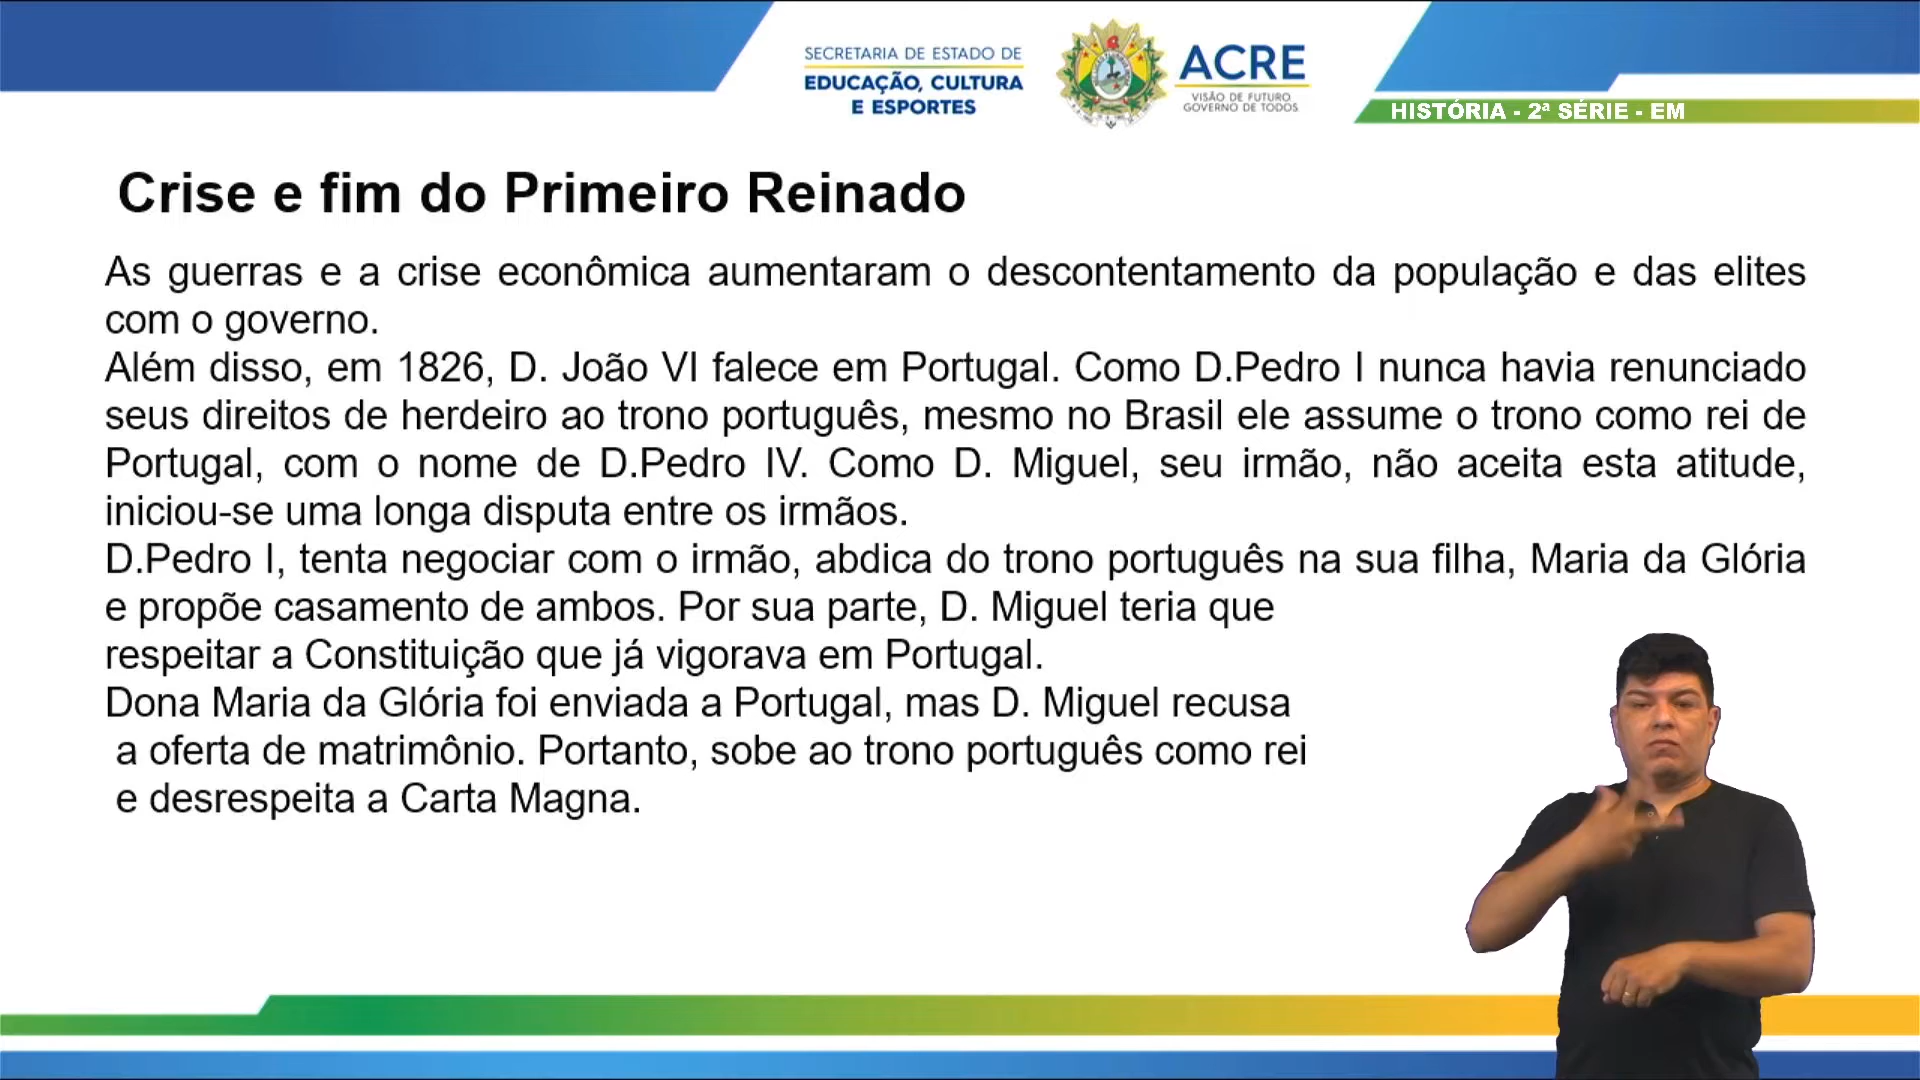 SECRETARIA DE ESTADO DE
EDUCAÇÃO, CULTURA
E ESPORTES
ACRE
VISÃO DE FUTURO
GOVERNO DE TODOS
HISTÓRIA - 2ª SÉRIE - EM
Crise e fim do Primeiro Reinado
As guerras e a crise econômica aumentaram o descontentamento da população e das elites
com o governo.
Além disso, em 1826, D. João VI falece em Portugal. Como D.Pedro I nunca havia renunciado
seus direitos de herdeiro ao trono português, mesmo no Brasil ele assume o trono como rei de
Portugal, com o nome de D.Pedro IV. Como D. Miguel, seu irmão, não aceita esta atitude,
iniciou-se uma longa disputa entre os irmãos.
D.Pedro I, tenta negociar com o irmão, abdica do trono português na sua filha, Maria da Glória
e propõe casamento de ambos. Por sua parte, D. Miguel teria que
respeitar a Constituição que já vigorava em Portugal.
Dona Maria da Glória foi enviada a Portugal, mas D. Miguel recusa
a oferta de matrimônio. Portanto, sobe ao trono português como rei
e desrespeita a Carta Magna.